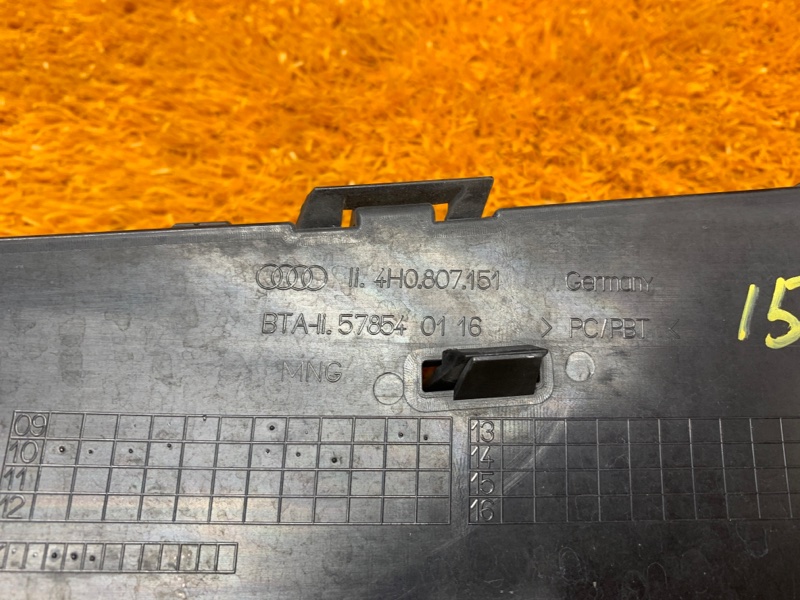 II. 4H0.807.151 Germany
BTA-II. 57854 01 16 > PC/PBT <
MNG
15
09 13
10 14
11 15
12 16